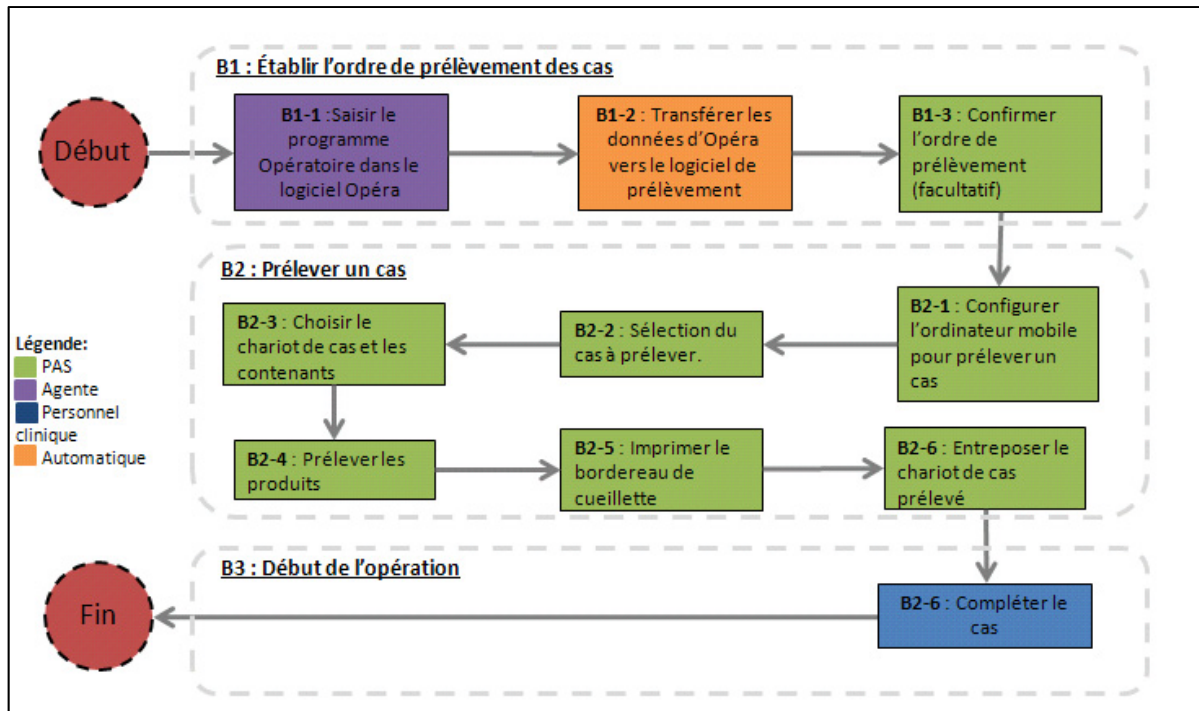 B1 : Établir l'ordre de prélèvement des cas
Début
B1-1 :Saisir le
programme
Opératoire dans le
logiciel Opéra
B1-2 : Transférer les
données d'Opéra
vers le logiciel de
prélèvement
B1-3 : Confirmer
l'ordre de
prélèvement
(facultatif)
B2 : Prélever un cas
B2-1 : Configurer
l'ordinateur mobile
pour prélever un
cas
B2-2 : Sélection du
cas à prélever.
B2-3 : Choisir le
chariot de cas et les
contenants
B2-4 : Prélever les
produits
B2-5 : Imprimer le
bordereau de
cueillette
B2-6 : Entreposer le
chariot de cas
prélevé
Légende:
PAS
Agente
Personnel
clinique
Automatique
B3 : Début de l'opération
B2-6 : Compléter le
cas
Fin